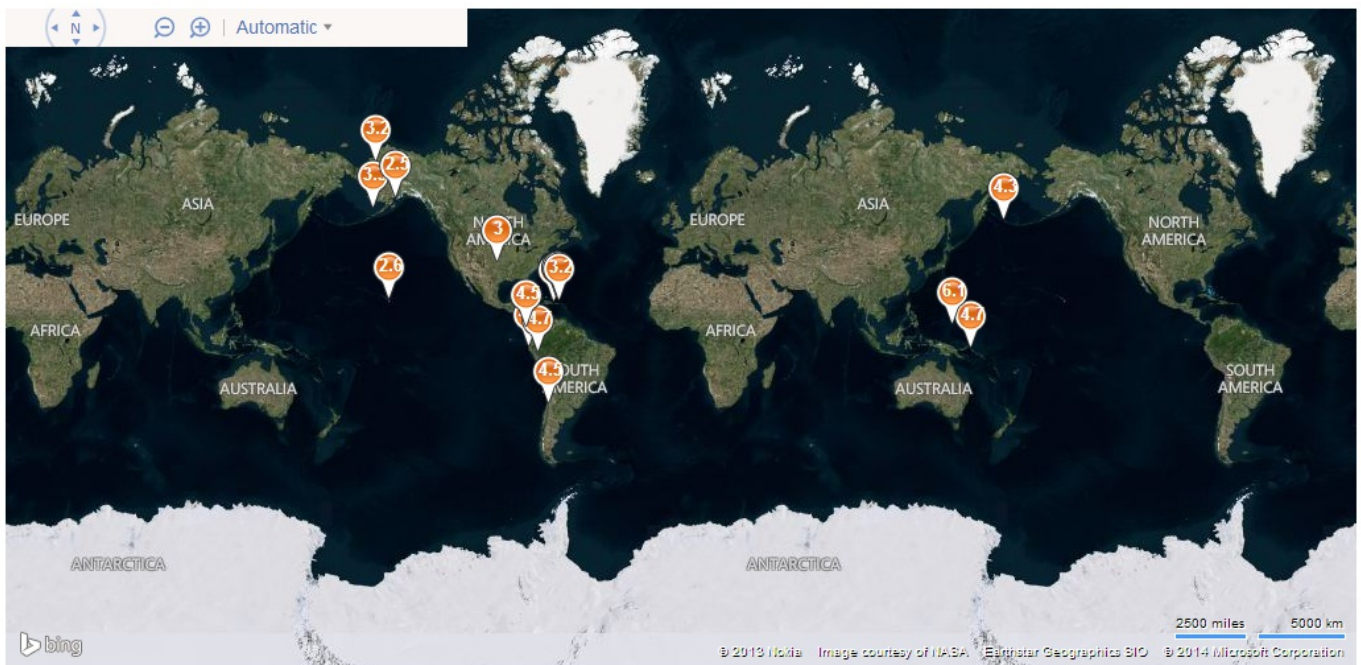 N
Automatic
3.2
2.5
ASIA
EUROPE
4.3
ASIA
EUROPE
NORTH
AMERICA
3
NORTH
AMERICA
2.6
3.2
4.5
6.1
4.7
4.7
AFRICA
AFRICA
4.5
SOUTH
AMERICA
SOUTH
AMERICA
AUSTRALIA
AUSTRALIA
ANTARCTICA
ANTARCTICA
2500 miles
5000 km
bing
© 2013 Nokia Image courtesy of NASA Earthstar Geographics SIO © 2014 Microsoft Corporation